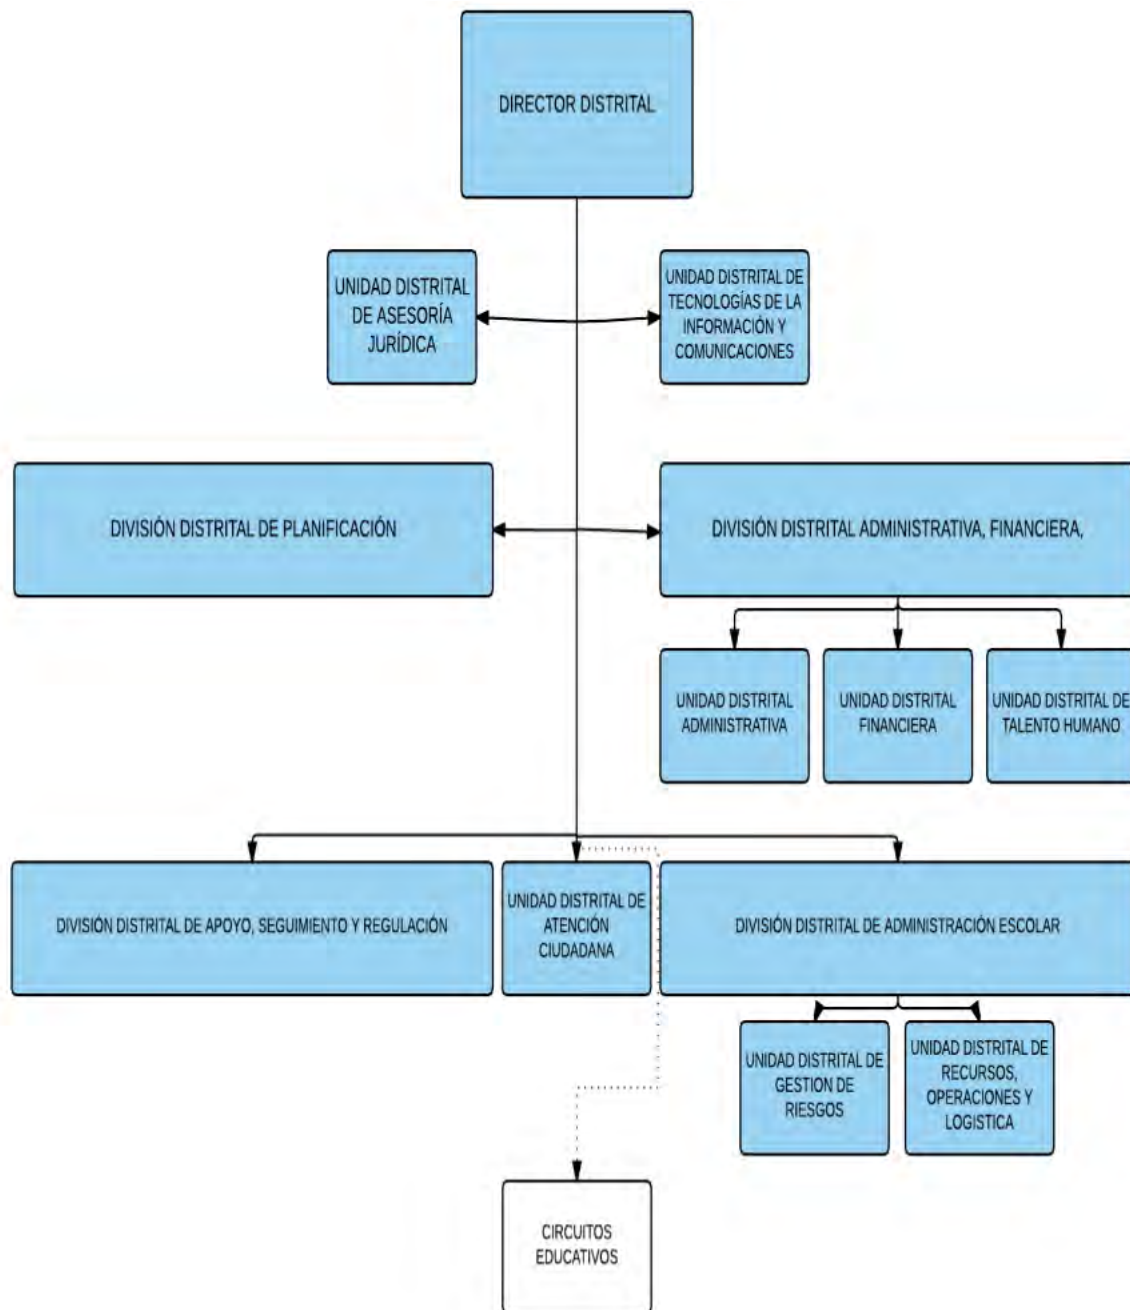 DIRECTOR DISTRITAL
UNIDAD DISTRITAL
DE ASESORÍA
JURÍDICA
UNIDAD DISTRITAL DE
TECNOLOGÍAS DE LA
INFORMACIÓN Y
COMUNICACIONES
DIVISIÓN DISTRITAL DE PLANIFICACIÓN
DIVISIÓN DISTRITAL ADMINISTRATIVA, FINANCIERA,
UNIDAD DISTRITAL
ADMINISTRATIVA
UNIDAD DISTRITAL
FINANCIERA
UNIDAD DISTRITAL DE
TALENTO HUMANO
DIVISIÓN DISTRITAL DE APOYO, SEGUIMIENTO Y REGULACIÓN
UNIDAD DISTRITAL DE
ATENCIÓN
CIUDADANA
DIVISIÓN DISTRITAL DE ADMINISTRACIÓN ESCOLAR
UNIDAD DISTRITAL DE
GESTION DE
RIESGOS
UNIDAD DISTRITAL DE
RECURSOS,
OPERACIONES Y
LOGISTICA
CIRCUITOS
EDUCATIVOS